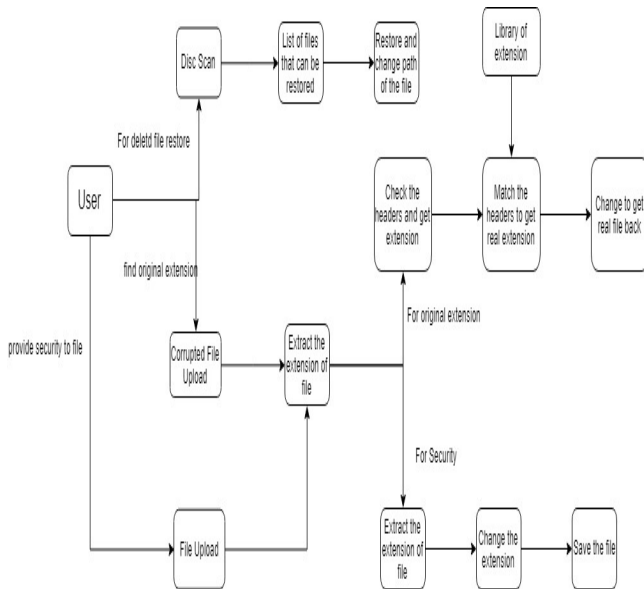 Disc Scan
List of files
that can be
restored
Restore and
change path
of the file
Library of
extension
For deletd file restore
User
Check the
headers and get
extension
Match the
headers to get
real extension
Change to get
real file back
find original extension
For original extension
provide security to file
Corrupted File
Upload
Extract the
extension of
file
For Security
File Upload
Extract the
extension of
file
Change the
extension
Save the file